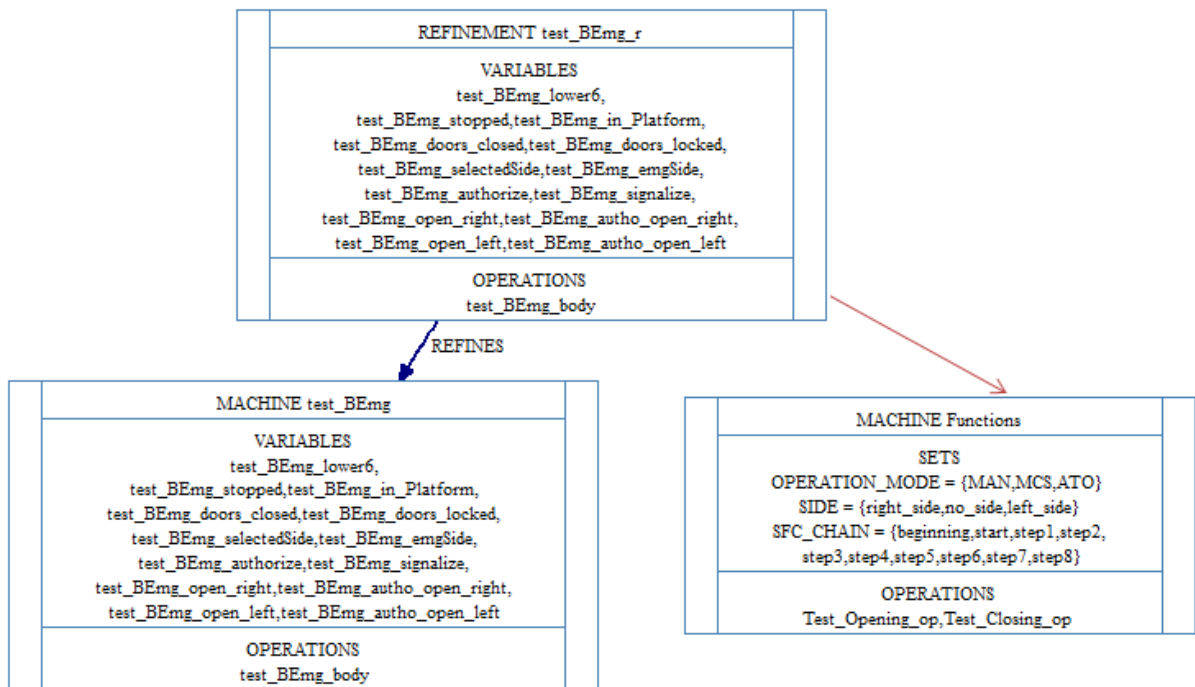 REFINEMENT test_BEmg_r
VARIABLES
test_BEmg_lower6,
test_BEmg_stopped,test_BEmg_in_Platform,
test_BEmg_doors_closed,test_BEmg_doors_locked,
test_BEmg_selectedSide,test_BEmg_emgSide,
test_BEmg_authorize,test_BEmg_signalize,
test_BEmg_open_right,test_BEmg_autho_open_right,
test_BEmg_open_left,test_BEmg_autho_open_left
OPERATIONS
test_BEmg_body
REFINES
MACHINE test_BEmg
VARIABLES
test_BEmg_lower6,
test_BEmg_stopped,test_BEmg_in_Platform,
test_BEmg_doors_closed,test_BEmg_doors_locked,
test_BEmg_selectedSide,test_BEmg_emgSide,
test_BEmg_authorize,test_BEmg_signalize,
test_BEmg_open_right,test_BEmg_autho_open_right,
test_BEmg_open_left,test_BEmg_autho_open_left
OPERATIONS
test_BEmg_body
MACHINE Functions
SETS
OPERATION_MODE = {MAN,MCS,ATO}
SIDE = {right_side,no_side,left_side}
SFC_CHAIN = {beginning,start,step1,step2,
step3,step4,step5,step6,step7,step8}
OPERATIONS
Test_Opening_op,Test_Closing_op